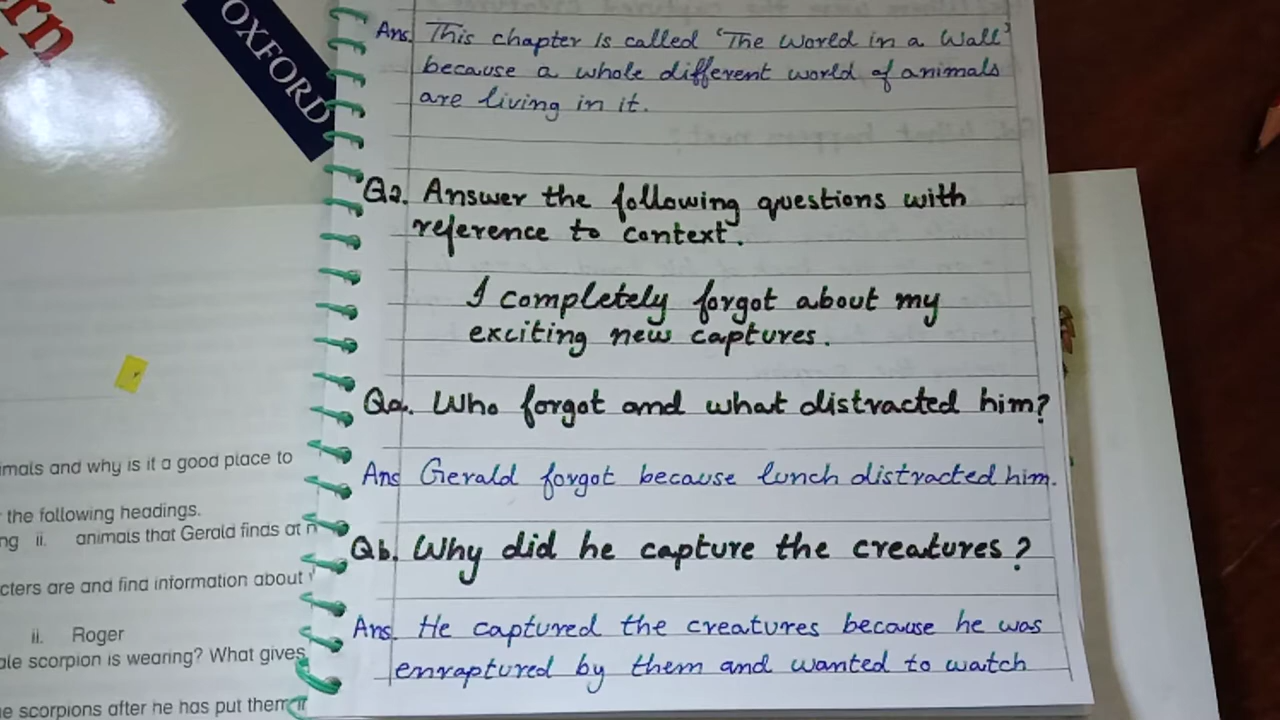 rn
OXFORD
Ans. This chapter is called 'The World in a Wall'
because a whole different world of animals
are living in it.
Q2. Answer the following questions with
reference to context.
I completely forgot about my
exciting new captures.
Qa. Who forgot and what distracted him?
Ans Gerald forgot because lunch distracted him.
Qb. Why did he capture the creatures?
Ans. He captured the creatures because he was
enraptured by them and wanted to watch
imals and why is it a good place to
the following headings.
ng ii. animals that Gerald finds at
cters are and find information about
ii. Roger
ale scorpion is wearing? What gives
e scorpions after he has put them